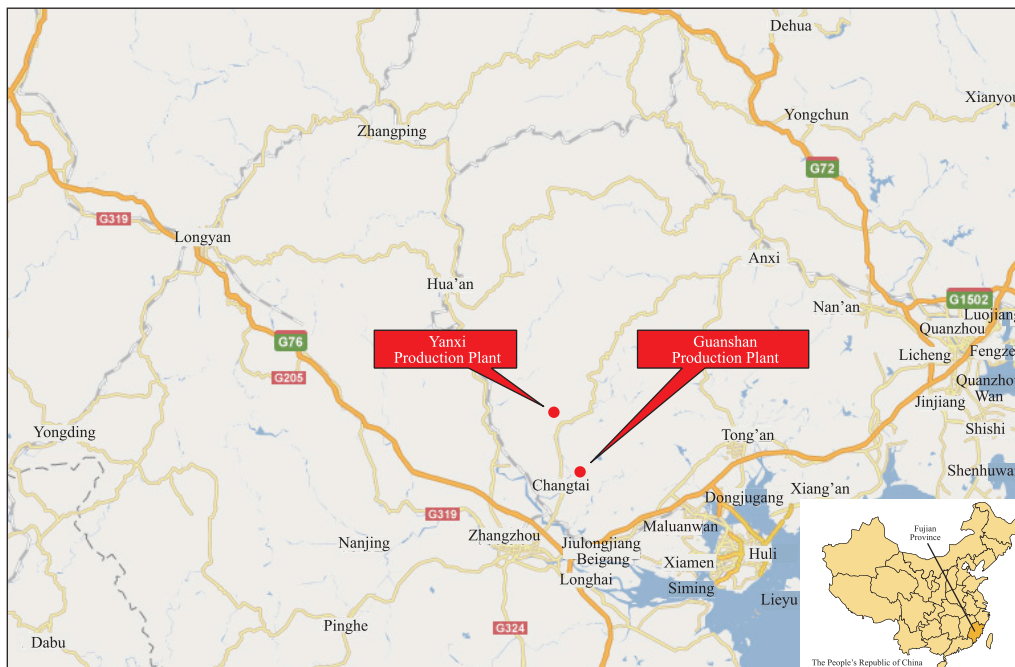 Dehua
Xianyou
Yongchun
Zhangping
G72
G319
Longyan
Anxi
Hua'an
G1502
Nan'an
Luojiang
Quanzhou
G76
Yanxi
Production Plant
Guanshan
Production Plant
Licheng
Fengze
G205
Quanzhou
Wan
Jinjiang
Shishi
Yongding
Tong'an
Shenhuwan
Changtai
Xiang'an
Dongjugang
G319
Maluanwan
Zhangzhou
Nanjing
Jiulongjiang
Beigang
Huli
Xiamen
Longhai
Siming
Lieyu
Pinghe
G324
Dabu
Fujian
Province
The People's Republic of China